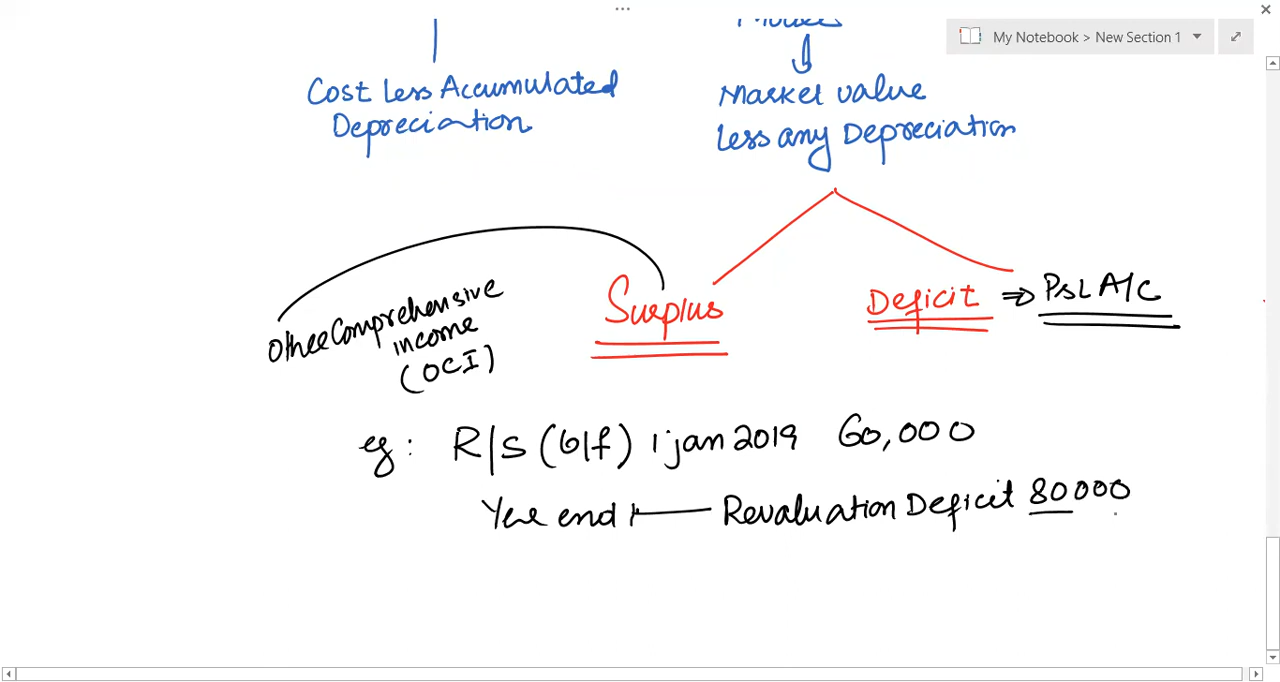 My Notebook > New Section 1
Cost Less Accumulated
Depreciation
Market value
Less any Depreciation
Surplus
Deficit ⇒ P&L A/C
Other Comprehensive
income
(OCI)
eg: R/S (b/f) 1 jan 2019 60,000
Year end Revaluation Deficit 80000